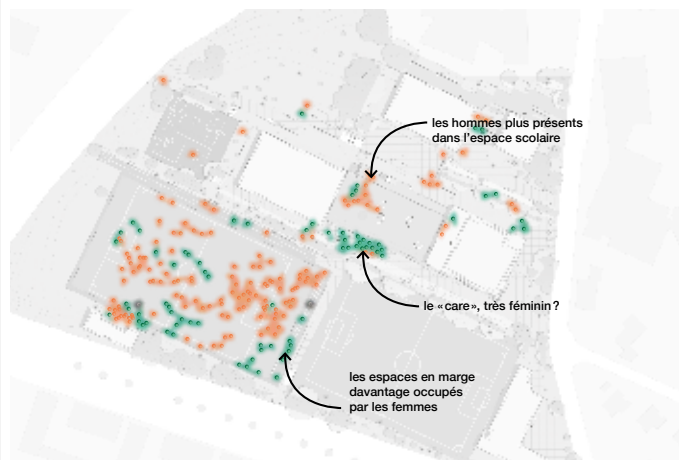 les hommes plus présents
dans l'espace scolaire
le «care», très féminin ?
les espaces en marge
davantage occupés
par les femmes